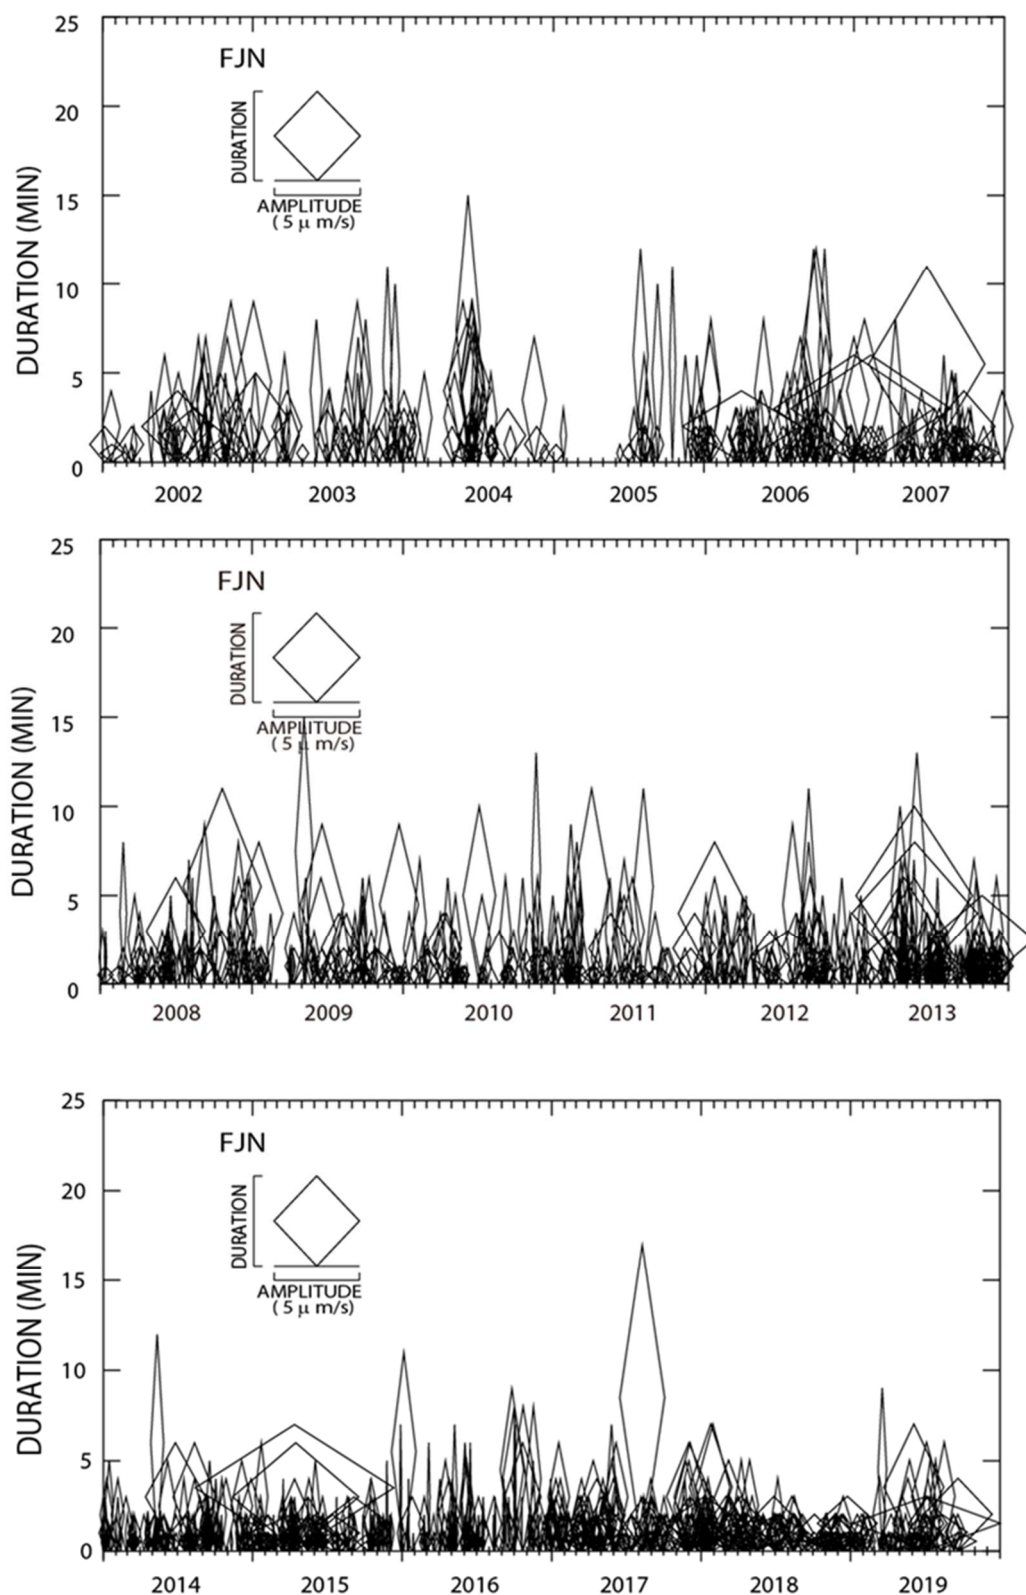 25
FJN
20
DURATION
15
AMPLITUDE
( 5 μ m/s)
10
5
0
DURATION (MIN)
2002 2003 2004 2005 2006 2007
25
FJN
20
DURATION
15
AMPLITUDE
( 5 μ m/s)
10
5
0
DURATION (MIN)
2008 2009 2010 2011 2012 2013
25
FJN
20
DURATION
15
AMPLITUDE
( 5 μ m/s)
10
5
0
DURATION (MIN)
2014 2015 2016 2017 2018 2019